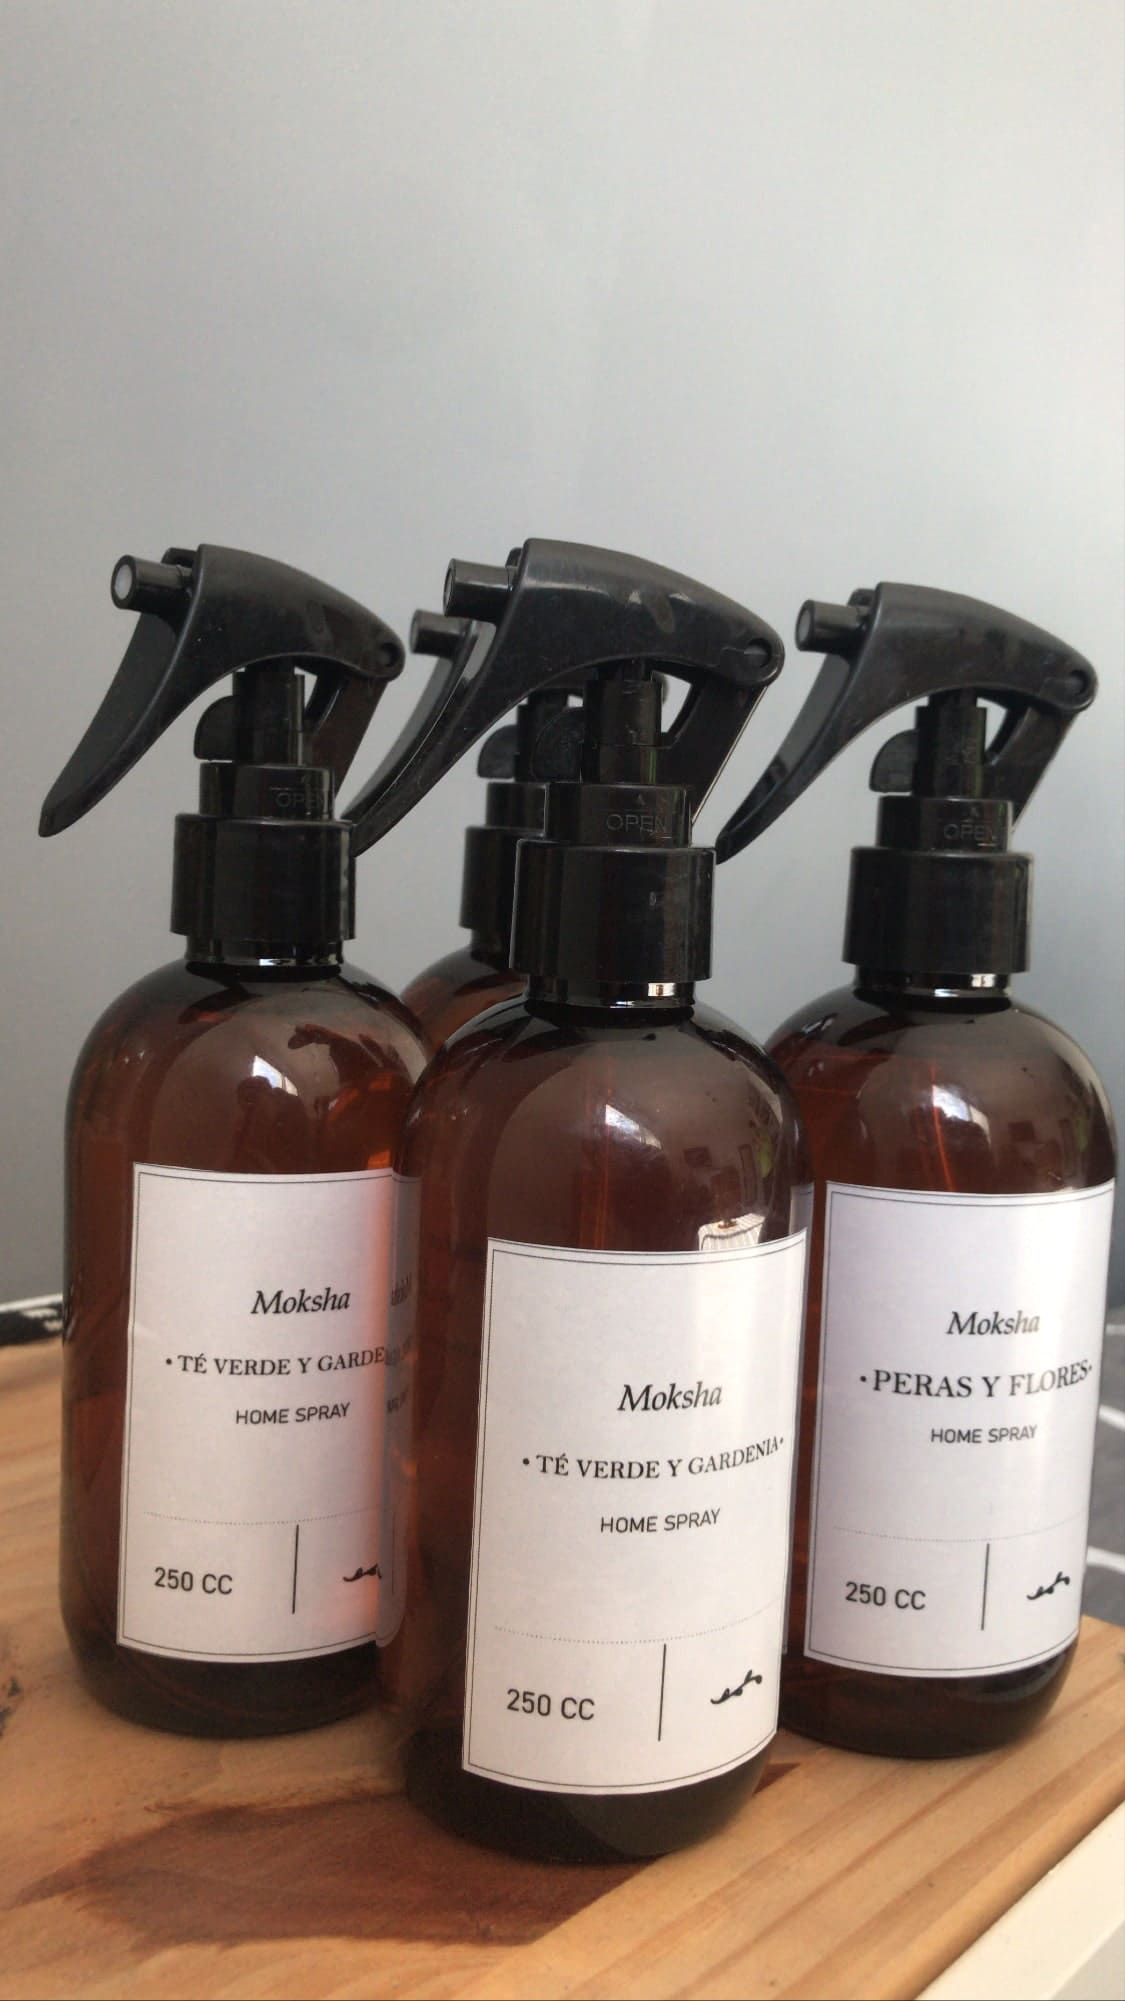 OPEN
Moksha
• TÉ VERDE Y
HOME SPRAY
250 CC
OPEN
Moksha
• TÉ VERDE Y GARDENIA •
HOME SPRAY
250 CC
OPEN
Moksha
• PERAS Y FLORES •
HOME SPRAY
250 CC